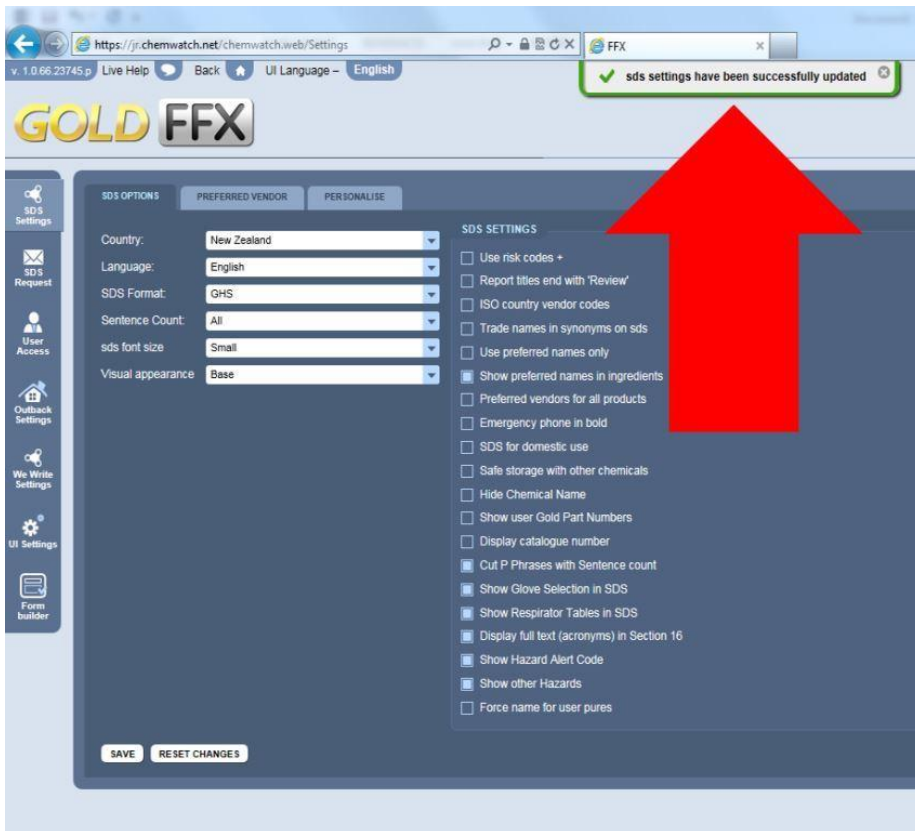 https://jr.chemwatch.net/chemwatch.web/Settings
FFX
v. 1.0.66.23745.p Live Help Back UI Language – English
sds settings have been successfully updated
GOLD FFX
SDS Settings
SDS Request
User Access
Outback Settings
We Write Settings
UI Settings
Form builder
SDS OPTIONS PREFERRED VENDOR PERSONALISE
Country: New Zealand
Language: English
SDS Format: GHS
Sentence Count: All
sds font size Small
Visual appearance Base
SDS SETTINGS
Use risk codes +
Report titles end with 'Review'
ISO country vendor codes
Trade names in synonyms on sds
Use preferred names only
Show preferred names in ingredients
Preferred vendors for all products
Emergency phone in bold
SDS for domestic use
Safe storage with other chemicals
Hide Chemical Name
Show user Gold Part Numbers
Display catalogue number
Cut P Phrases with Sentence count
Show Glove Selection in SDS
Show Respirator Tables in SDS
Display full text (acronyms) in Section 16
Show Hazard Alert Code
Show other Hazards
Force name for user pures
SAVE RESET CHANGES